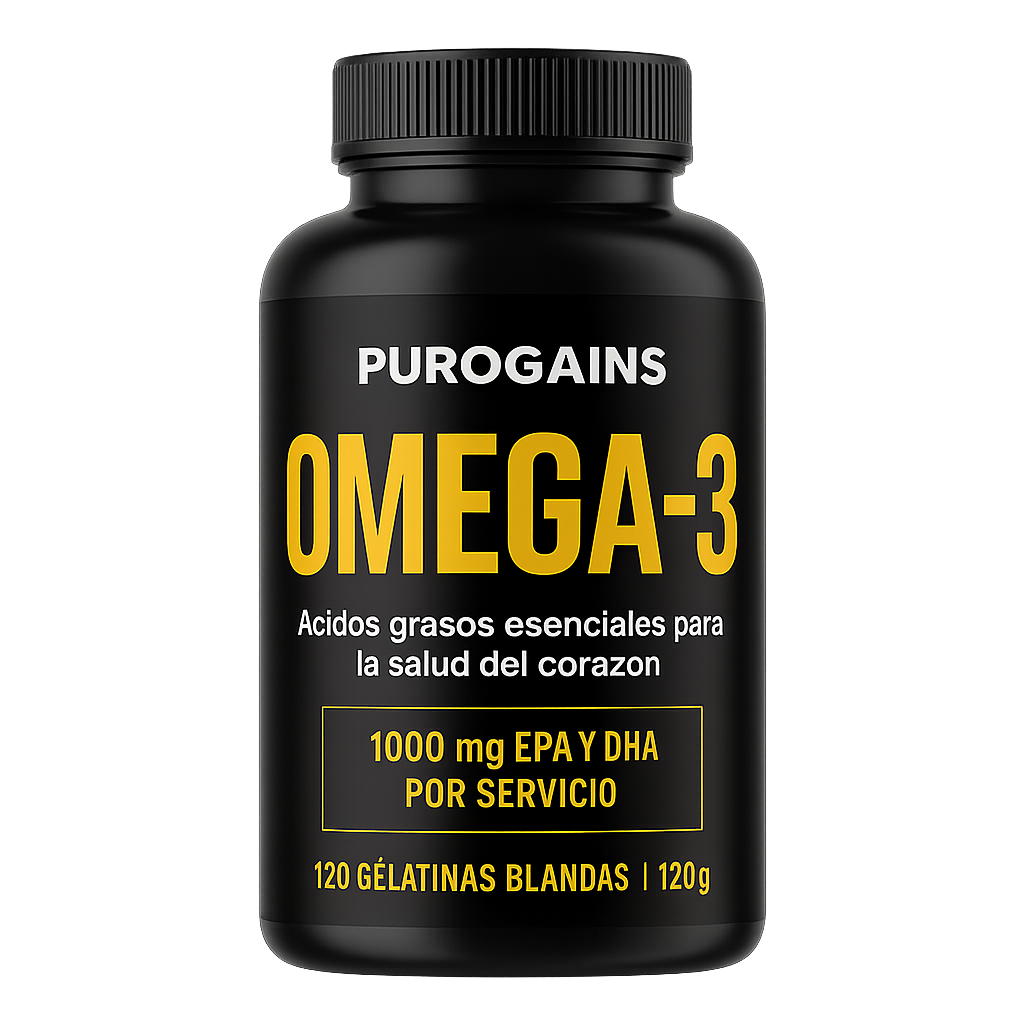 PUROGAINS
OMEGA-3
Acidos grasos esenciales para
la salud del corazon
1000 mg EPA Y DHA
POR SERVICIO
120 GÉLATINAS BLANDAS | 120 g